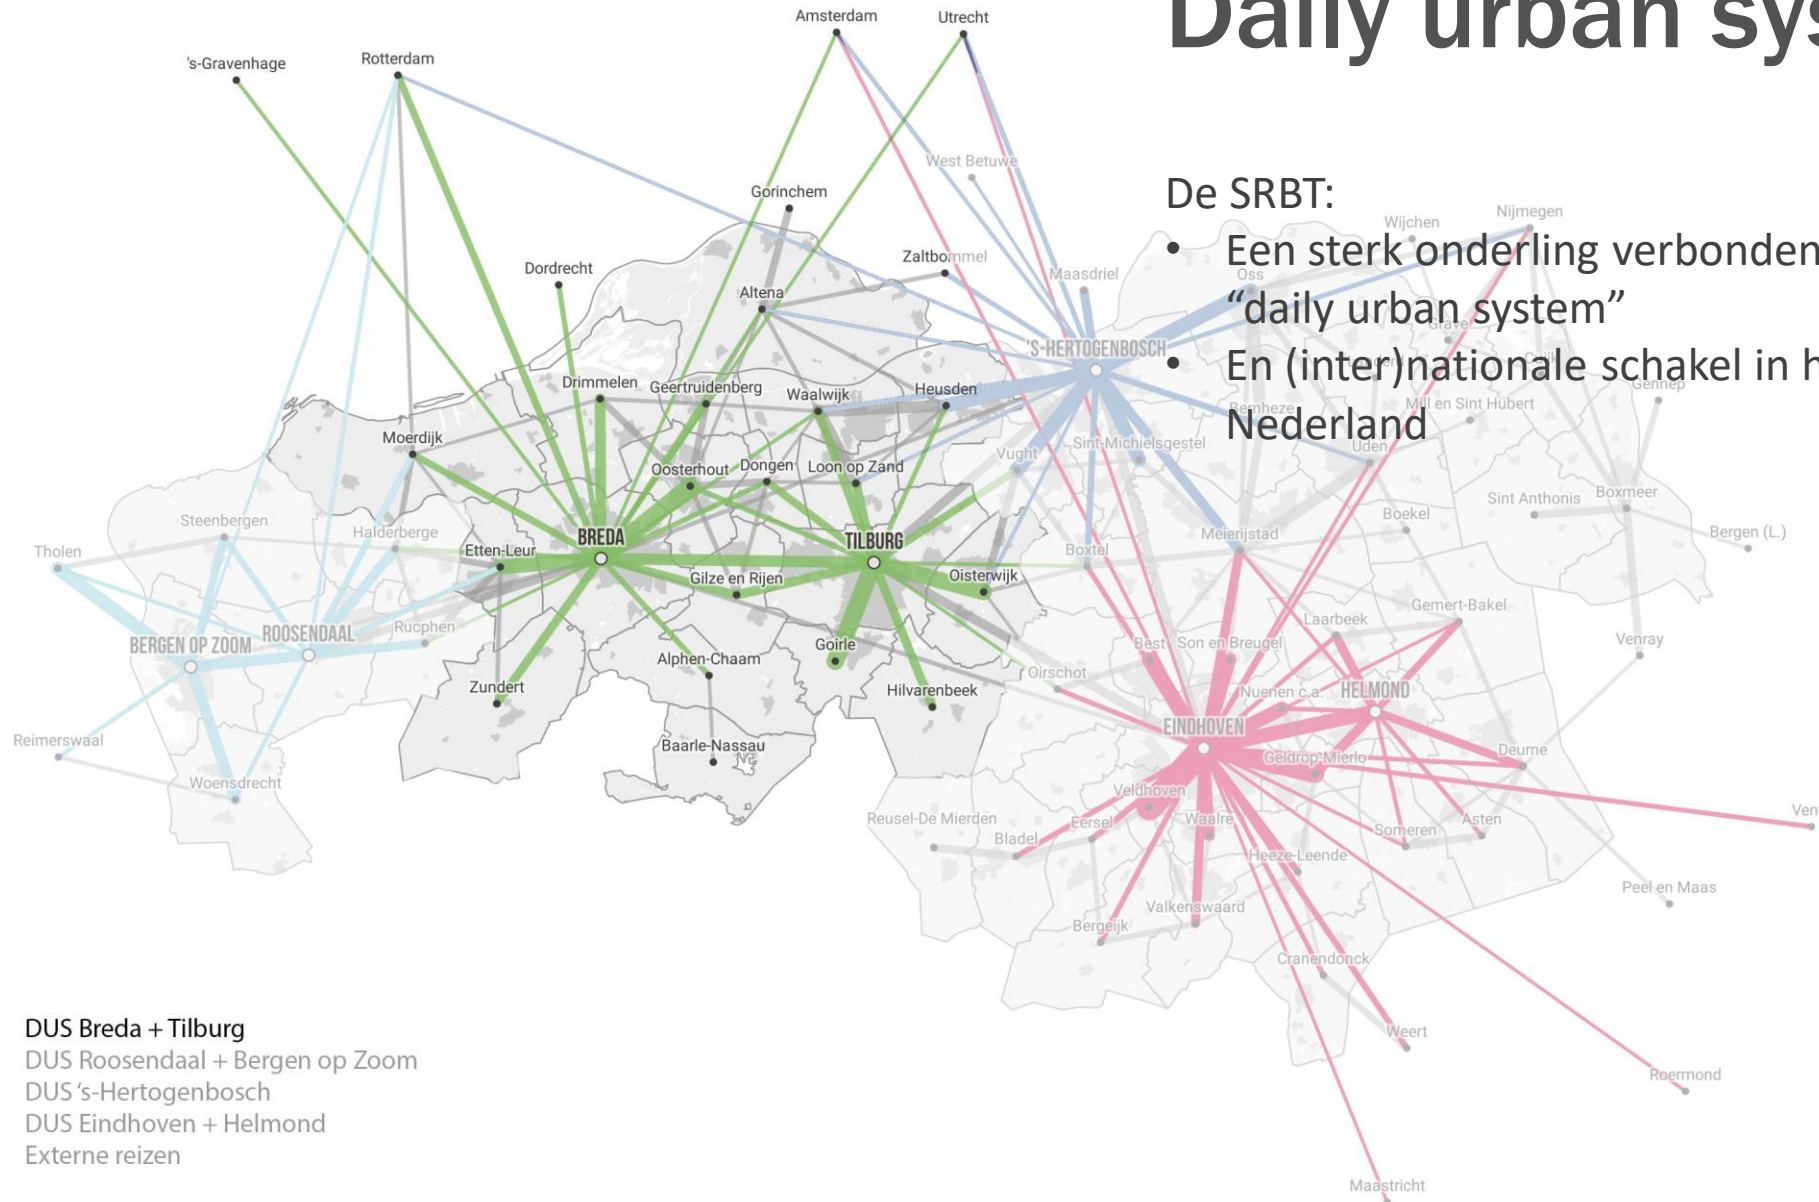 Daily urban sys
De SRBT:
• Een sterk onderling verbonden
“daily urban system”
• En (inter)nationale schakel in h
Nederland
Amsterdam
Utrecht
's-Gravenhage
Rotterdam
West Betuwe
Gorinchem
Wijchen
Nijmegen
Zaltbommel
Dordrecht
Maasdriel
Oss
Altena
Grave
'S-HERTOGENBOSCH
Drimmelen
Geertruidenberg
Waalwijk
Heusden
Gennep
Bernheze
Mill en Sint Hubert
Moerdijk
Sint-Michielsgestel
Vught
Uden
Oosterhout
Dongen
Loon op Zand
Sint Anthonis
Boxmeer
Steenbergen
Boekel
Halderberge
BREDA
TILBURG
Meierijstad
Bergen (L.)
Tholen
Etten-Leur
Boxtel
Gilze en Rijen
Oisterwijk
Gemert-Bakel
Laarbeek
Rucphen
ROOSENDAAL
BERGEN OP ZOOM
Goirle
Best
Son en Breugel
Venray
Alphen-Chaam
Oirschot
Zundert
Hilvarenbeek
Nuenen c.a.
HELMOND
EINDHOVEN
Reimerswaal
Baarle-Nassau
Deurne
Geldrop-Mierlo
Woensdrecht
Veldhoven
Ven
Reusel-De Mierden
Eersel
Waalre
Asten
Bladel
Someren
Heeze-Leende
Peel en Maas
Valkenswaard
Bergeijk
Cranendonck
Weert
Roermond
Maastricht
DUS Breda + Tilburg
DUS Roosendaal + Bergen op Zoom
DUS ‘s-Hertogenbosch
DUS Eindhoven + Helmond
Externe reizen